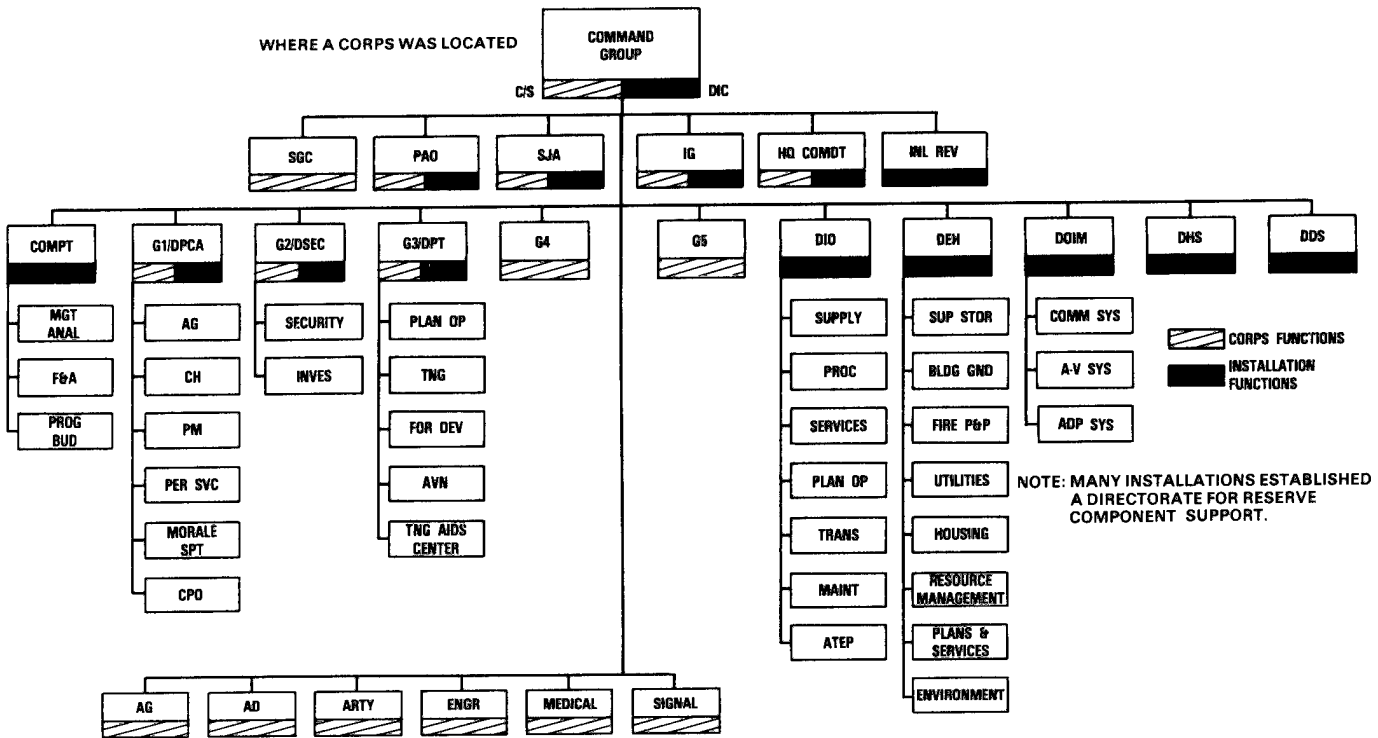 WHERE A CORPS WAS LOCATED
COMMAND
GROUP
C/S
DIC
SGC
PAO
SJA
IG
HQ COMDT
INL REV
COMPT
G1/DPCA
G2/DSEC
G3/DPT
G4
G5
DIO
DEH
DOIM
DHS
DDS
MGT
ANAL
F&A
PROG
BUD
AG
CH
PM
PER SVC
MORALE
SPT
CPO
SECURITY
INVES
PLAN OP
TNG
FOR DEV
AVN
TNG AIDS
CENTER
SUPPLY
PROC
SERVICES
PLAN OP
TRANS
MAINT
ATEP
SUP STOR
BLDG GND
FIRE P&P
UTILITIES
HOUSING
RESOURCE
MANAGEMENT
PLANS &
SERVICES
ENVIRONMENT
COMM SYS
A-V SYS
ADP SYS
CORPS FUNCTIONS
INSTALLATION
FUNCTIONS
NOTE: MANY INSTALLATIONS ESTABLISHED
A DIRECTORATE FOR RESERVE
COMPONENT SUPPORT.
AG
AD
ARTY
ENGR
MEDICAL
SIGNAL